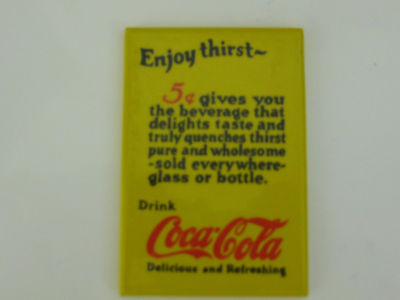 Enjoy thirst~
5¢ gives you
the beverage that
delights taste and
truly quenches thirst
pure and wholesome
-sold everywhere-
glass or bottle.
Drink
Coca-Cola
Delicious and Refreshing